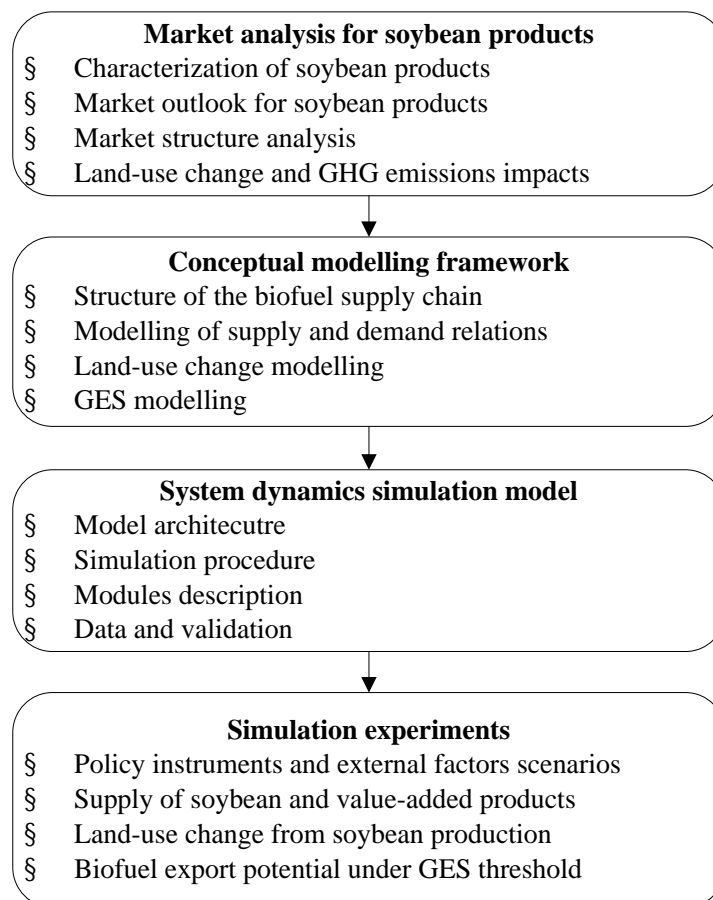 Market analysis for soybean products
§ Characterization of soybean products
§ Market outlook for soybean products
§ Market structure analysis
§ Land-use change and GHG emissions impacts
Conceptual modelling framework
§ Structure of the biofuel supply chain
§ Modelling of supply and demand relations
§ Land-use change modelling
§ GES modelling
System dynamics simulation model
§ Model architecutre
§ Simulation procedure
§ Modules description
§ Data and validation
Simulation experiments
§ Policy instruments and external factors scenarios
§ Supply of soybean and value-added products
§ Land-use change from soybean production
§ Biofuel export potential under GES threshold